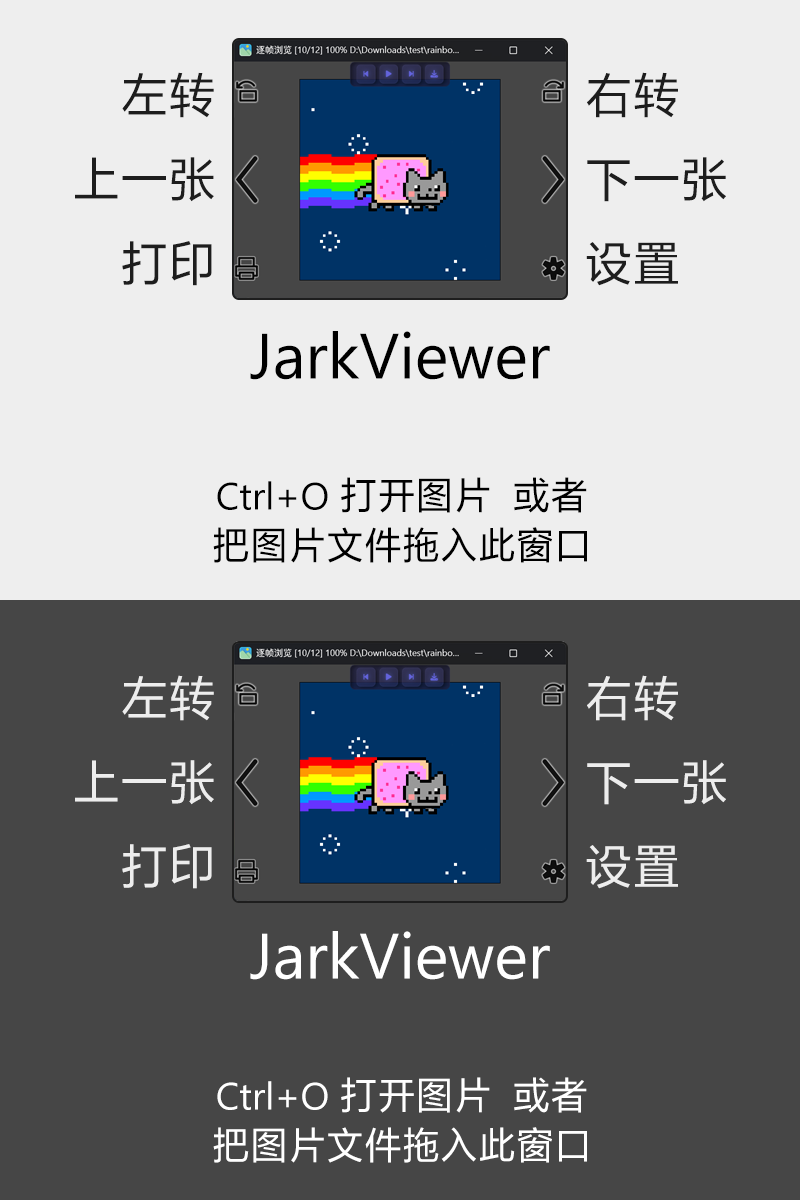 逐帧浏览 [10/12] 100% D:\Downloads\test\rainbo...
左转
右转
上一张
下一张
打印
设置
JarkViewer
Ctrl+O 打开图片 或者
把图片文件拖入此窗口
逐帧浏览 [10/12] 100% D:\Downloads\test\rainbo...
左转
右转
上一张
下一张
打印
设置
JarkViewer
Ctrl+O 打开图片 或者
把图片文件拖入此窗口